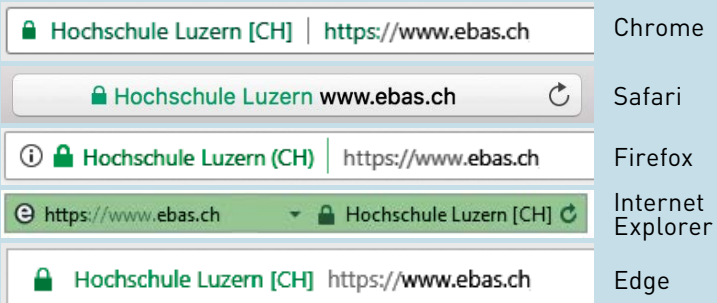 Hochschule Luzern [CH] | https://www.ebas.ch
Chrome
Hochschule Luzern www.ebas.ch
Safari
Hochschule Luzern (CH) | https://www.ebas.ch
Firefox
https://www.ebas.ch Hochschule Luzern [CH]
Internet
Explorer
Hochschule Luzern [CH] https://www.ebas.ch
Edge